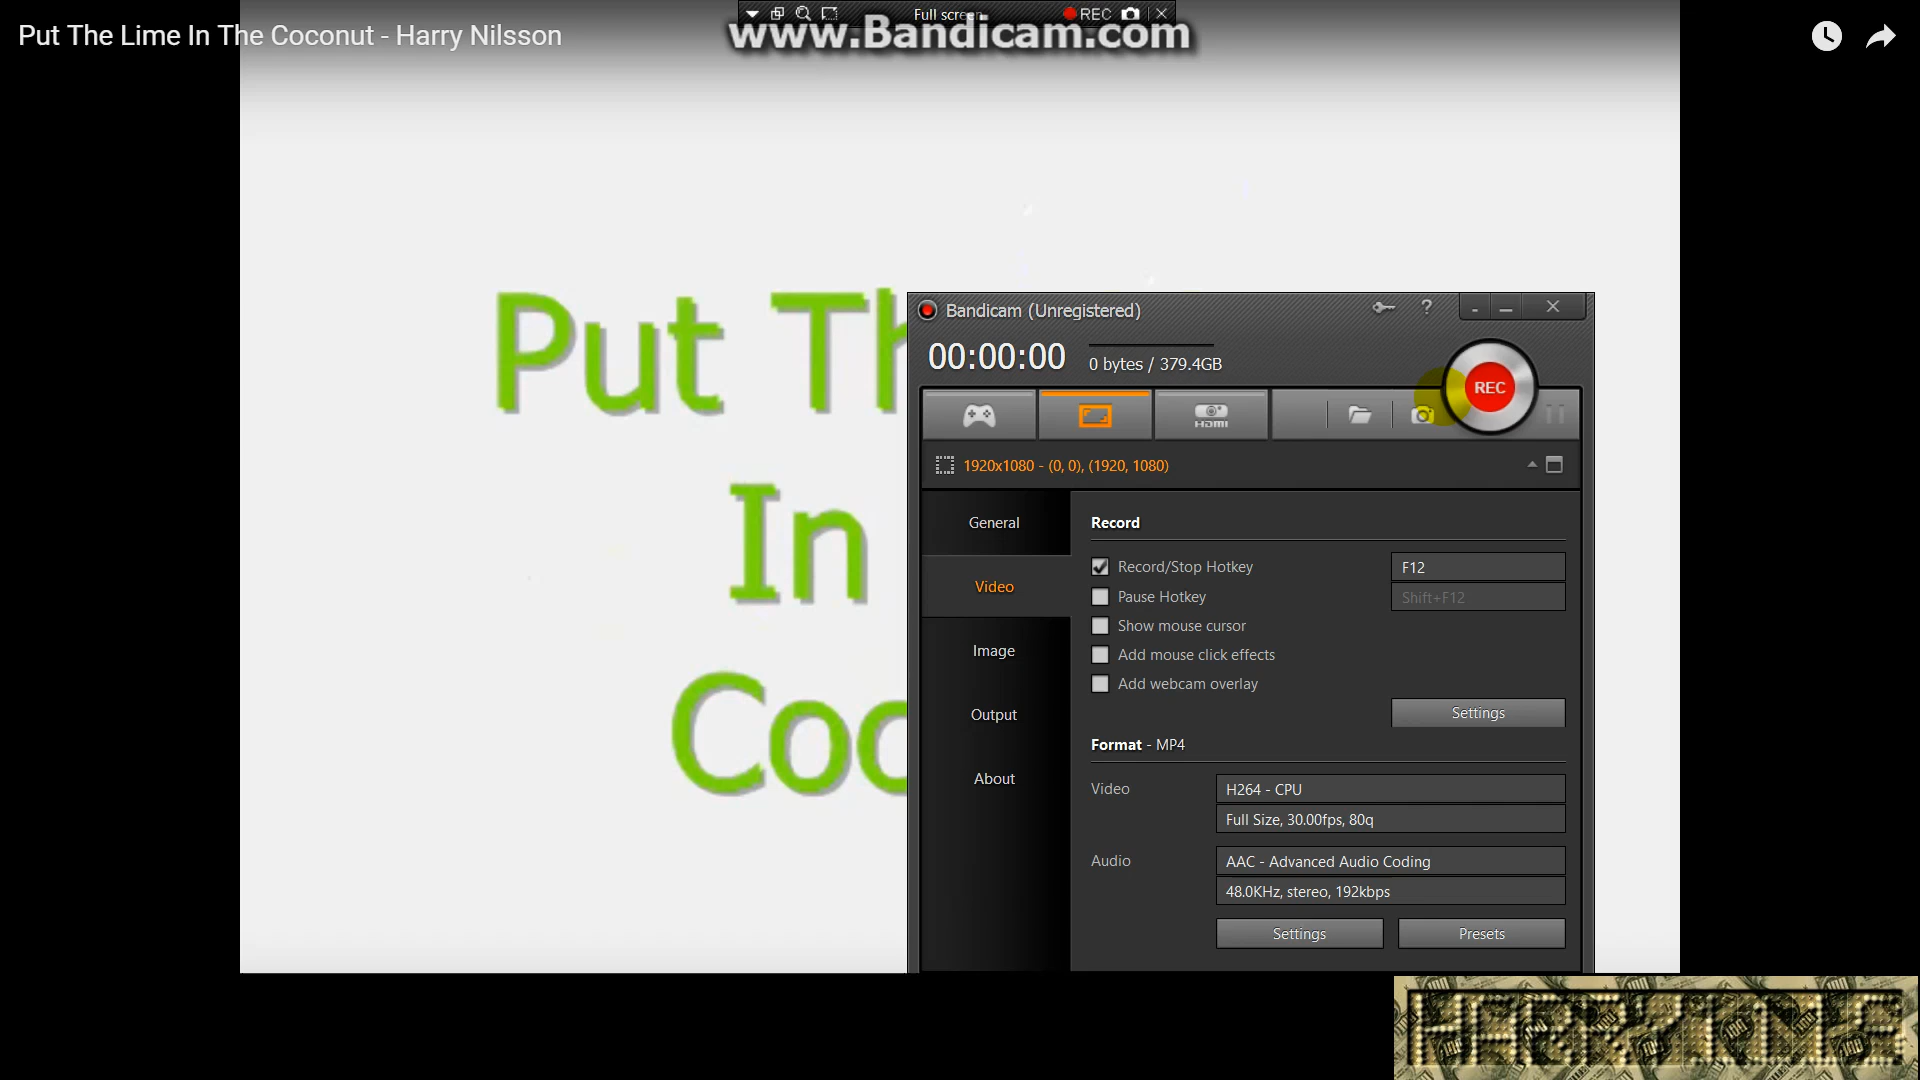 Put The Lime In The Coconut - Harry Nilsson
Full screen
REC
www.Bandicam.com
Put Th
In
Coc
Bandicam (Unregistered)
?
00:00:00
0 bytes / 379.4GB
REC
HDMI
1920x1080 - (0, 0), (1920, 1080)
General
Video
Image
Output
About
Record
Record/Stop Hotkey
F12
Pause Hotkey
Shift+F12
Show mouse cursor
Add mouse click effects
Add webcam overlay
Settings
Format - MP4
Video
H264 - CPU
Full Size, 30.00fps, 80q
Audio
AAC - Advanced Audio Coding
48.0KHz, stereo, 192kbps
Settings
Presets